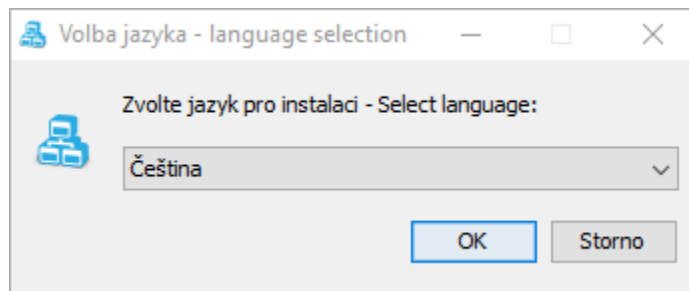 Volba jazyka - language selection
Zvolte jazyk pro instalaci - Select language:
Čeština
OK Storno